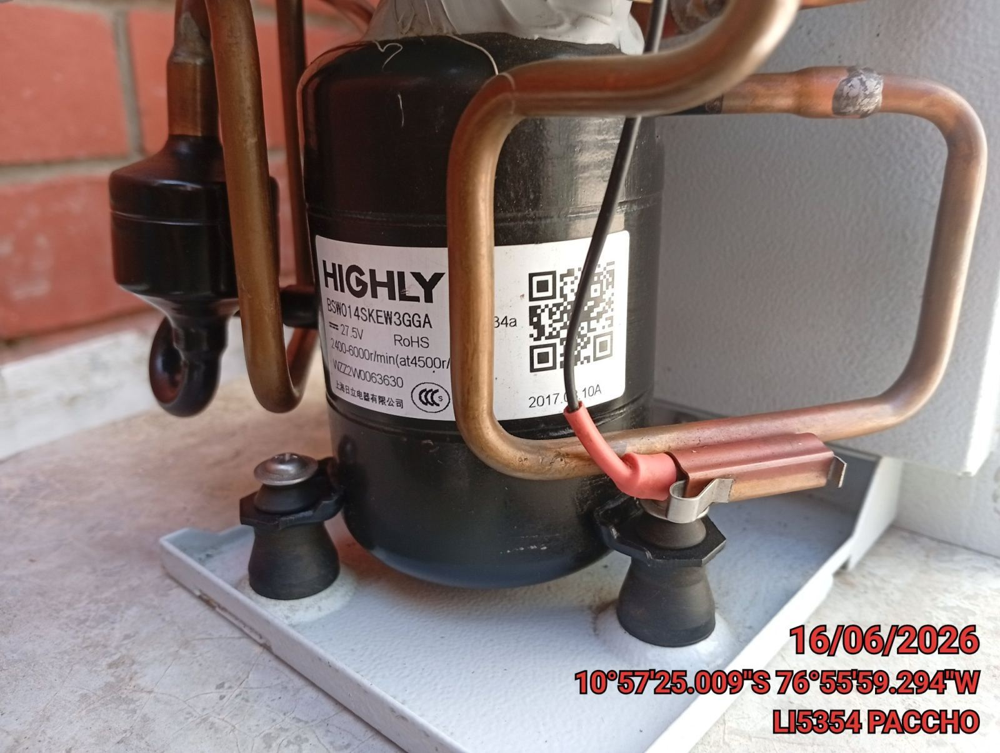 HIGHLY
BSW014SKEW3GGA
34a
27.5V RoHS
2400-6000r/min(at4500r/
WZZ2W0063630
上海日立电器有限公司
CCC S
2017. .10A
16/06/2026
10°57'25.009"S 76°55'59.294"W
LI5354 PACCHO